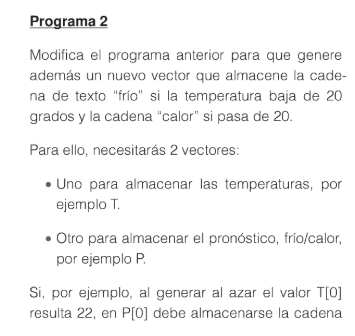 Programa 2
Modifica el programa anterior para que genere
además un nuevo vector que almacene la cade-
na de texto “frío” si la temperatura baja de 20
grados y la cadena “calor” si pasa de 20.
Para ello, necesitarás 2 vectores:
• Uno para almacenar las temperaturas, por
ejemplo T.
• Otro para almacenar el pronóstico, frío/calor,
por ejemplo P.
Si, por ejemplo, al generar al azar el valor T[0]
resulta 22, en P[0] debe almacenarse la cadena